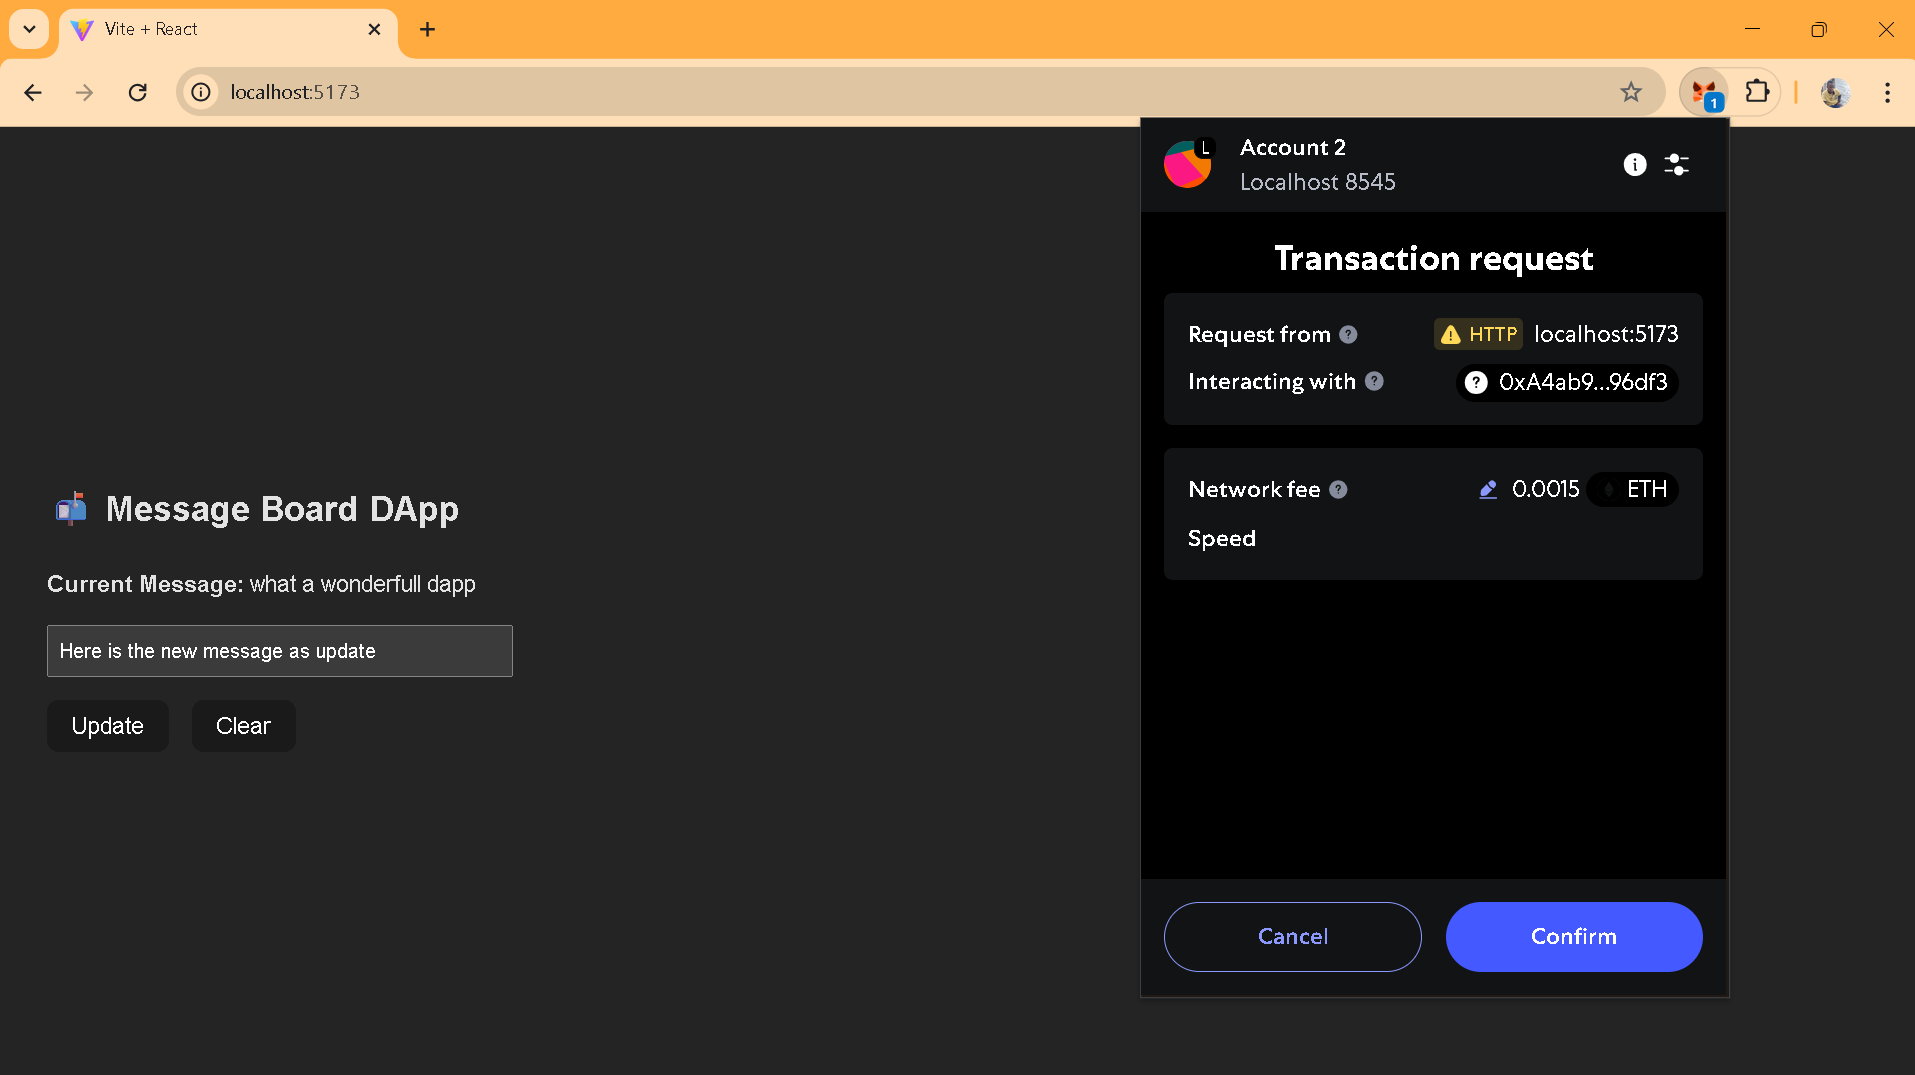 Vite + React
localhost:5173
1
L
Account 2
Localhost 8545
Transaction request
Request from ? HTTP localhost:5173
Interacting with ? ? 0xA4ab9...96df3
Network fee ? 0.0015 ETH
Speed
Cancel
Confirm
Message Board DApp
Current Message: what a wonderfull dapp
Here is the new message as update
Update
Clear